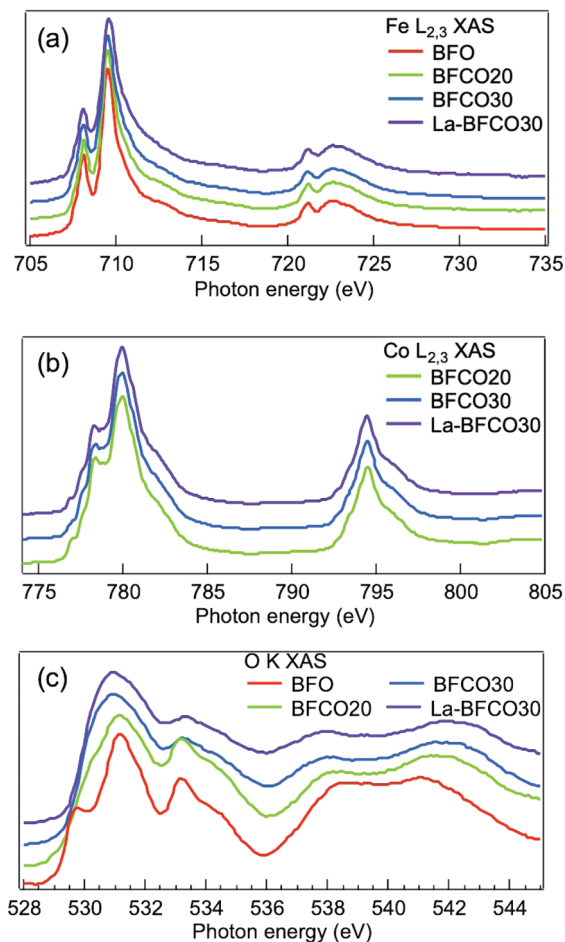 (a)
Fe L2,3 XAS
BFO
BFCO20
BFCO30
La-BFCO30
705 710 715 720 725 730 735
Photon energy (eV)
(b)
Co L2,3 XAS
BFCO20
BFCO30
La-BFCO30
775 780 785 790 795 800 805
Photon energy (eV)
(c)
O K XAS
BFO BFCO30
BFCO20 La-BFCO30
528 530 532 534 536 538 540 542 544
Photon energy (eV)